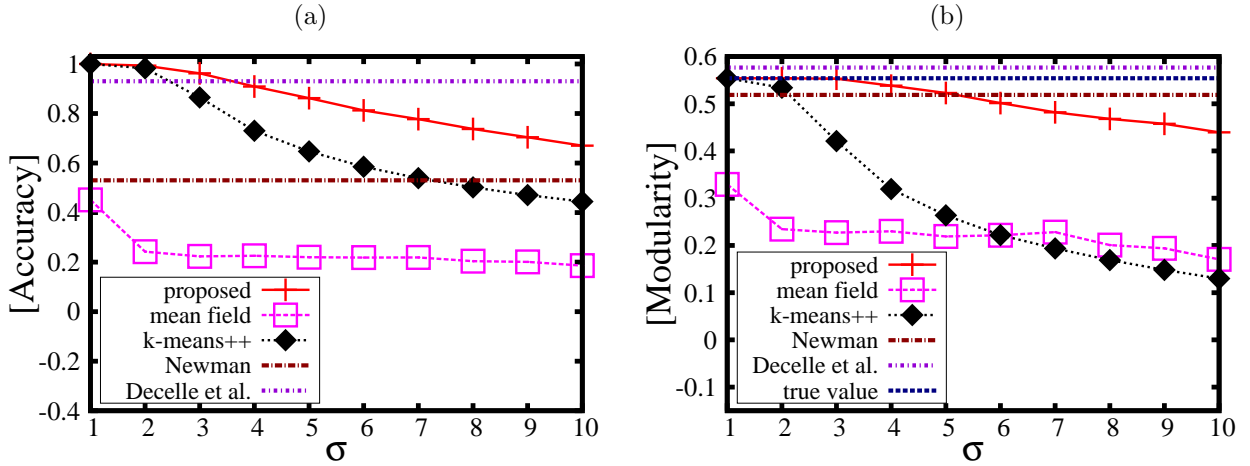 (a)
[Accuracy]
1
0.8
0.6
0.4
0.2
0
-0.2
-0.4
proposed
mean field
k-means++
Newman
Decelle et al.
1 2 3 4 5 6 7 8 9 10
σ
(b)
[Modularity]
0.6
0.5
0.4
0.3
0.2
0.1
0
-0.1
proposed
mean field
k-means++
Newman
Decelle et al.
true value
1 2 3 4 5 6 7 8 9 10
σ